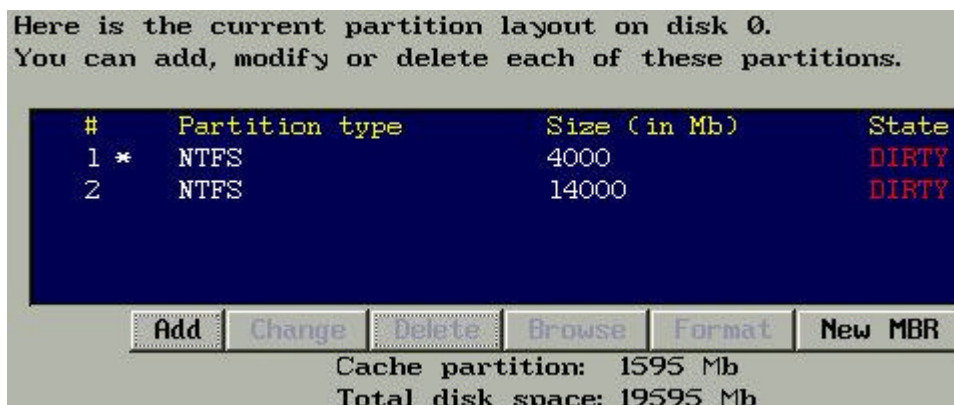 Here is the current partition layout on disk 0.
You can add, modify or delete each of these partitions.
# Partition type Size (in Mb) State
1 * NTFS 4000 DIRTY
2 NTFS 14000 DIRTY
Add Change Delete Browse Format New MBR
Cache partition: 1595 Mb
Total disk space: 19595 Mb